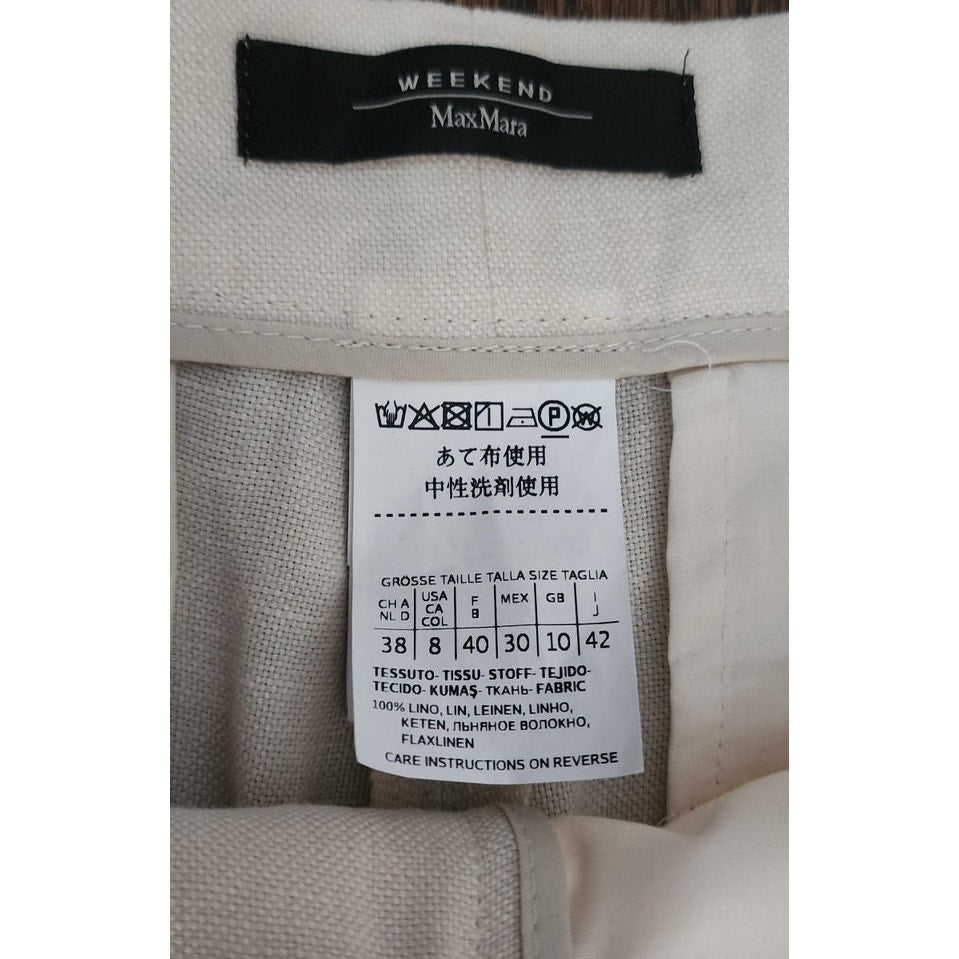 WEEKEND
MaxMara
P W
あて布使用
中性洗剤使用
GRÖSSE TAILLE TALLA SIZE TAGLIA
CH A NL D USA CA COL F B MEX GB I J
38 8 40 30 10 42
TESSUTO- TISSU- STOFF- TEJIDO-
TECIDO- KUMAŞ- ТКАНЬ- FABRIC
100% LINO, LIN, LEINEN, LINHO,
KETEN, ЛЬНЯНОЕ ВОЛОКНО,
FLAXLINEN
CARE INSTRUCTIONS ON REVERSE